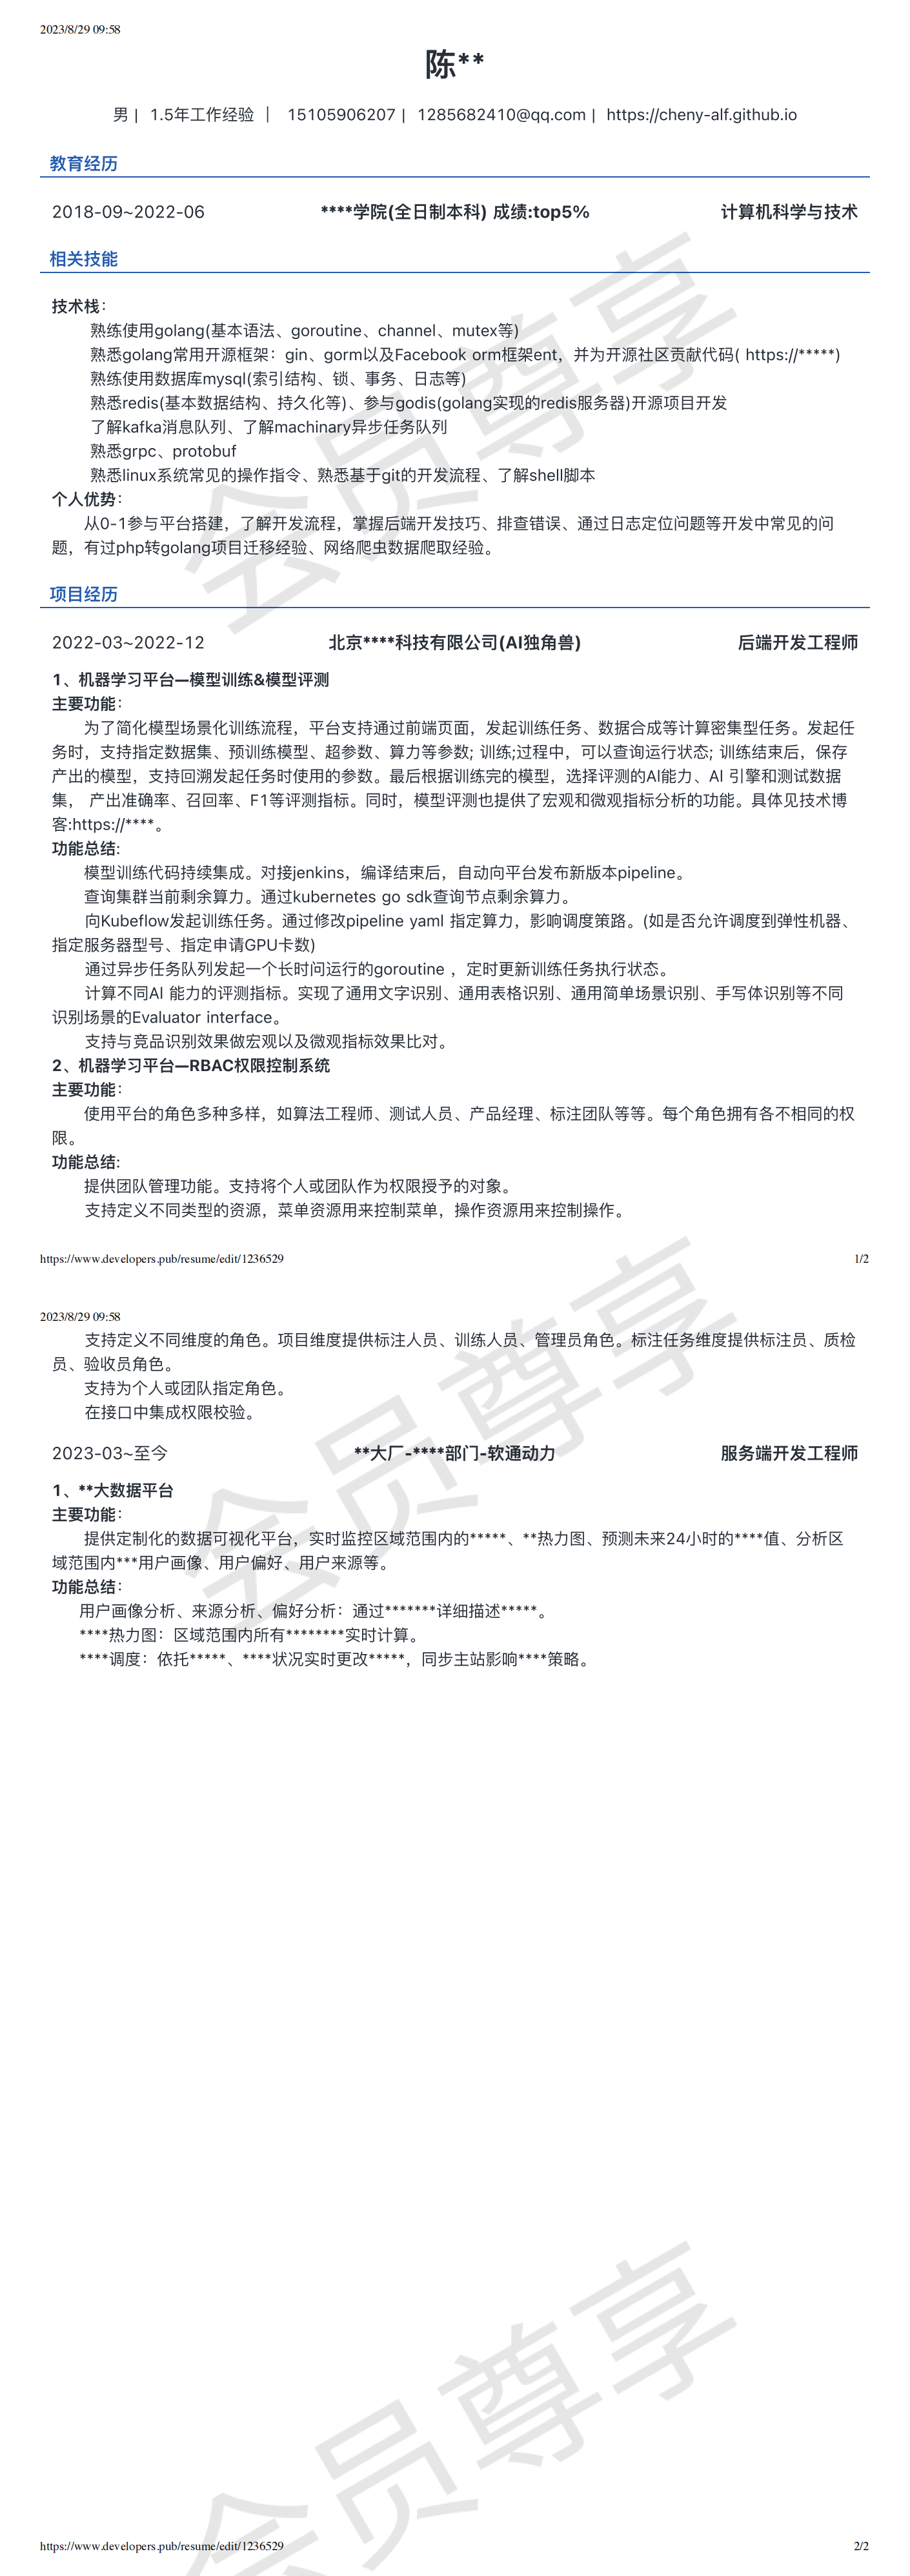 2023/8/29 09:58
陈**
男 | 1.5年工作经验 | 15105906207 | 1285682410@qq.com | https://cheny-alf.github.io
教育经历
2018-09~2022-06 ****学院(全日制本科) 成绩:top5% 计算机科学与技术
相关技能
技术栈：
熟练使用golang(基本语法、goroutine、channel、mutex等)
熟悉golang常用开源框架：gin、gorm以及Facebook orm框架ent，并为开源社区贡献代码( https://*****)
熟练使用数据库mysql(索引结构、锁、事务、日志等)
熟悉redis(基本数据结构、持久化等)、参与godis(golang实现的redis服务器)开源项目开发
了解kafka消息队列、了解machinary异步任务队列
熟悉grpc、protobuf
熟悉linux系统常见的操作指令、熟悉基于git的开发流程、了解shell脚本
个人优势：
从0-1参与平台搭建，了解开发流程，掌握后端开发技巧、排查错误、通过日志定位问题等开发中常见的问
题，有过php转golang项目迁移经验、网络爬虫数据爬取经验。
项目经历
2022-03~2022-12 北京****科技有限公司(AI独角兽) 后端开发工程师
1、机器学习平台—模型训练&模型评测
主要功能：
为了简化模型场景化训练流程，平台支持通过前端页面，发起训练任务、数据合成等计算密集型任务。发起任
务时，支持指定数据集、预训练模型、超参数、算力等参数; 训练;过程中，可以查询运行状态; 训练结束后，保存
产出的模型，支持回溯发起任务时使用的参数。最后根据训练完的模型，选择评测的AI能力、AI 引擎和测试数据
集， 产出准确率、召回率、F1等评测指标。同时，模型评测也提供了宏观和微观指标分析的功能。具体见技术博
客:https://****。
功能总结:
模型训练代码持续集成。对接jenkins，编译结束后，自动向平台发布新版本pipeline。
查询集群当前剩余算力。通过kubernetes go sdk查询节点剩余算力。
向Kubeflow发起训练任务。通过修改pipeline yaml 指定算力，影响调度策路。(如是否允许调度到弹性机器、
指定服务器型号、指定申请GPU卡数)
通过异步任务队列发起一个长时问运行的goroutine ，定时更新训练任务执行状态。
计算不同AI 能力的评测指标。实现了通用文字识别、通用表格识别、通用简单场景识别、手写体识别等不同
识别场景的Evaluator interface。
支持与竞品识别效果做宏观以及微观指标效果比对。
2、机器学习平台—RBAC权限控制系统
主要功能：
使用平台的角色多种多样，如算法工程师、测试人员、产品经理、标注团队等等。每个角色拥有各不相同的权
限。
功能总结:
提供团队管理功能。支持将个人或团队作为权限授予的对象。
支持定义不同类型的资源，菜单资源用来控制菜单，操作资源用来控制操作。
https://www.developers.pub/resume/edit/1236529 1/2
2023/8/29 09:58
支持定义不同维度的角色。项目维度提供标注人员、训练人员、管理员角色。标注任务维度提供标注员、质检
员、验收员角色。
支持为个人或团队指定角色。
在接口中集成权限校验。
2023-03~至今 **大厂-****部门-软通动力 服务端开发工程师
1、**大数据平台
主要功能：
提供定制化的数据可视化平台，实时监控区域范围内的*****、**热力图、预测未来24小时的****值、分析区
域范围内***用户画像、用户偏好、用户来源等。
功能总结：
用户画像分析、来源分析、偏好分析：通过*******详细描述*****。
****热力图：区域范围内所有********实时计算。
****调度：依托*****、****状况实时更改*****，同步主站影响****策略。
https://www.developers.pub/resume/edit/1236529 2/2
会员尊享
会员尊享
会员尊享